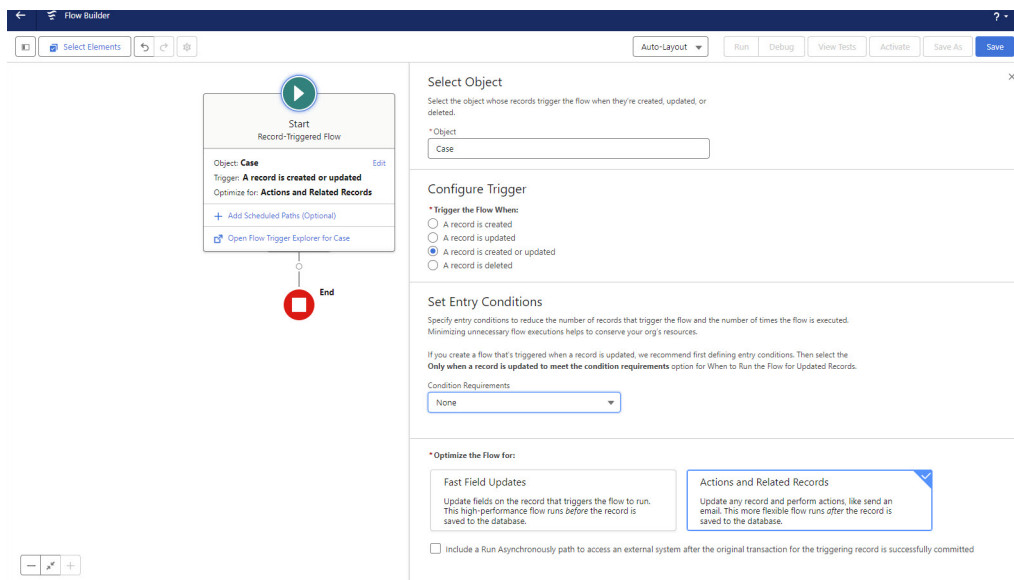 Flow Builder
?
Select Elements
Auto-Layout
Run
Debug
View Tests
Activate
Save As
Save
Start
Record-Triggered Flow
Object: Case
Edit
Trigger: A record is created or updated
Optimize for: Actions and Related Records
+ Add Scheduled Paths (Optional)
Open Flow Trigger Explorer for Case
End
Select Object
Select the object whose records trigger the flow when they're created, updated, or
deleted.
*Object
Case
Configure Trigger
*Trigger the Flow When:
A record is created
A record is updated
A record is created or updated
A record is deleted
Set Entry Conditions
Specify entry conditions to reduce the number of records that trigger the flow and the number of times the flow is executed.
Minimizing unnecessary flow executions helps to conserve your org's resources.
If you create a flow that's triggered when a record is updated, we recommend first defining entry conditions. Then select the
Only when a record is updated to meet the condition requirements option for When to Run the Flow for Updated Records.
Condition Requirements
None
*Optimize the Flow for:
Fast Field Updates
Update fields on the record that triggers the flow to run.
This high-performance flow runs before the record is
saved to the database.
Actions and Related Records
Update any record and perform actions, like send an
email. This more flexible flow runs after the record is
saved to the database.
Include a Run Asynchronously path to access an external system after the original transaction for the triggering record is successfully committed